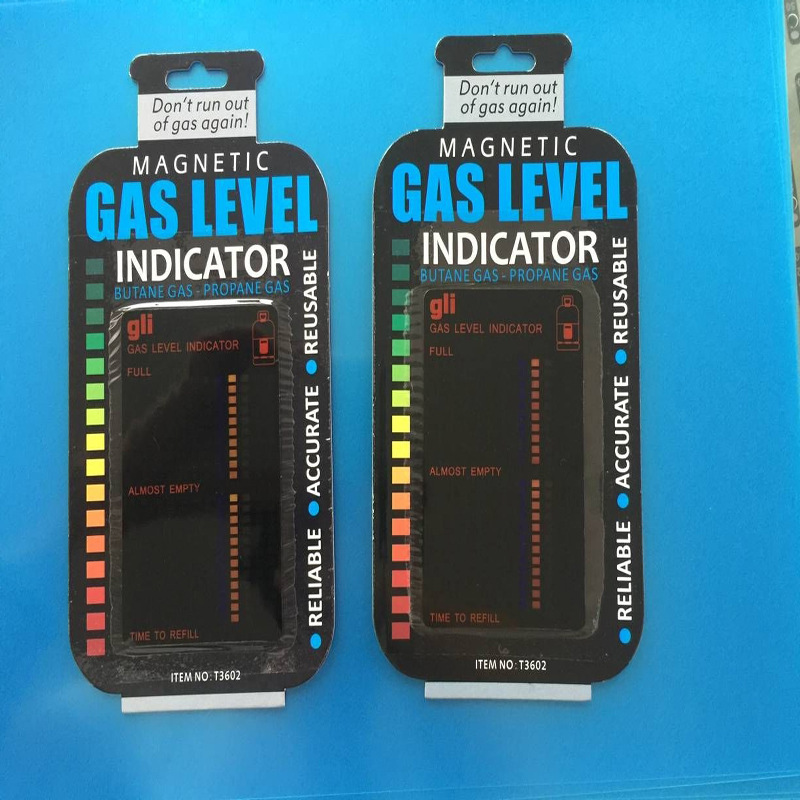 Don't run out
of gas again!
MAGNETIC
GAS LEVEL
INDICATOR
BUTANE GAS - PROPANE GAS
gli
GAS LEVEL INDICATOR
FULL
ALMOST EMPTY
TIME TO REFILL
RELIABLE ● ACCURATE ● REUSABLE
ITEM NO: T3602
Don't run out
of gas again!
MAGNETIC
GAS LEVEL
INDICATOR
BUTANE GAS - PROPANE GAS
gli
GAS LEVEL INDICATOR
FULL
ALMOST EMPTY
TIME TO REFILL
RELIABLE ● ACCURATE ● REUSABLE
ITEM NO: T3602